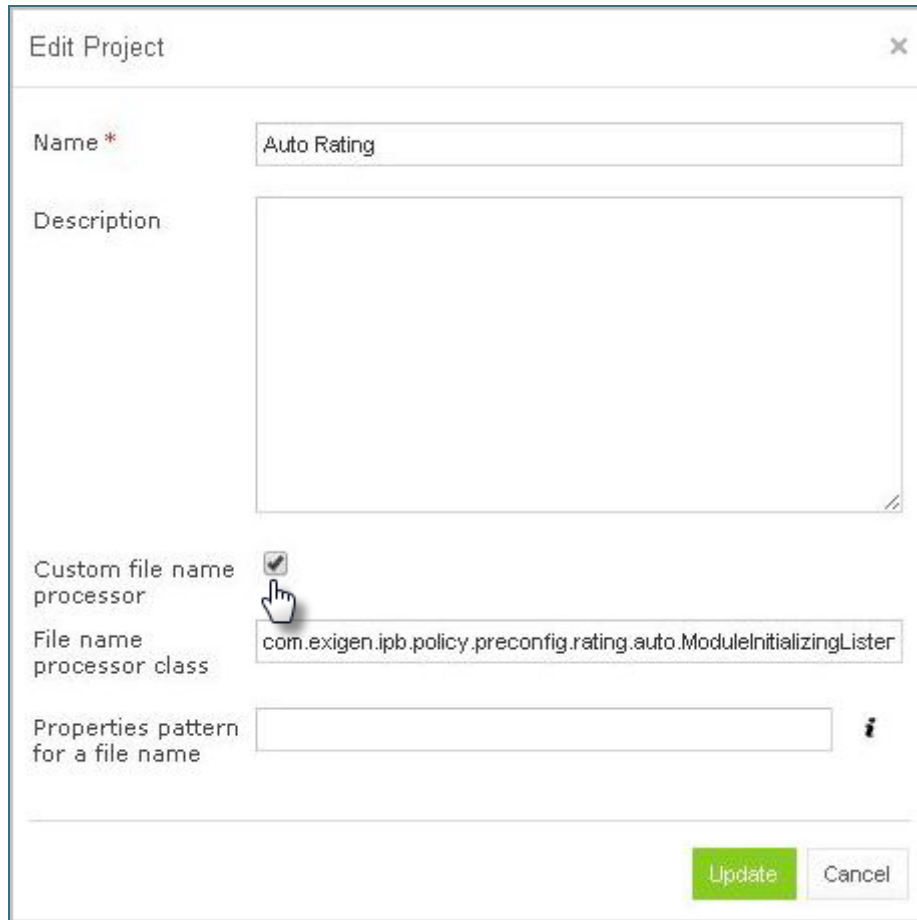 Edit Project ×
Name * Auto Rating
Description
Custom file name
processor
File name
processor class
com.exigen.ipb.policy.preconfig.rating.auto.ModuleInitializingLister
Properties pattern
for a file name
i
Update Cancel